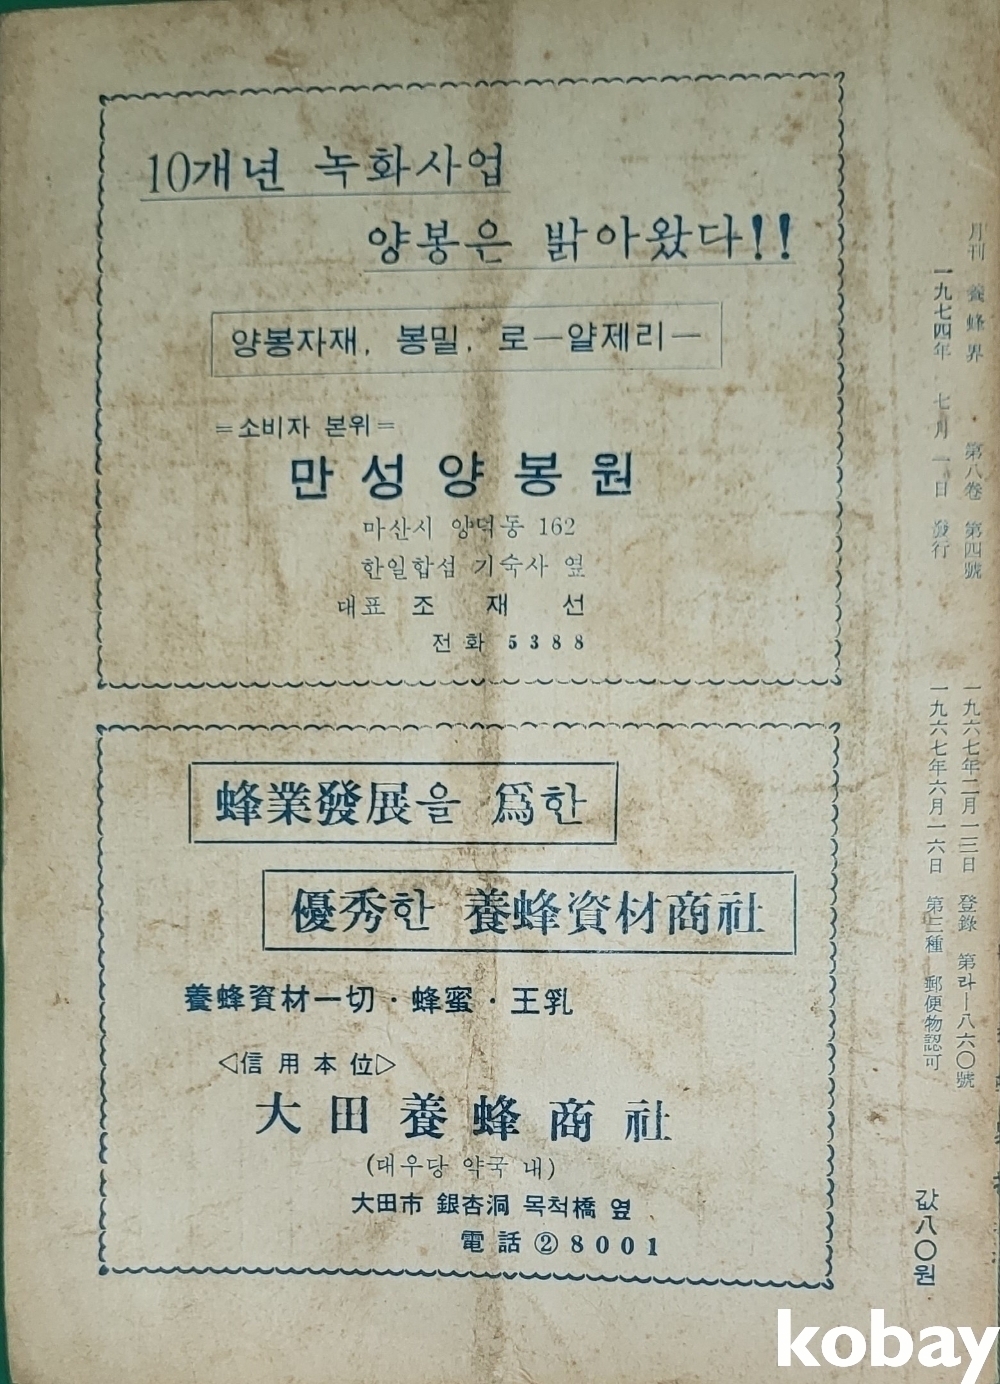 10개년 녹화사업
양봉은 밝아왔다!!
양봉자재, 봉밀, 로—얄제리—
=소비자 본위=
만성양봉원
마산시 양덕동 162
한일합섬 기숙사 옆
대표 조 재 선
전화 5388
蜂業發展을 爲한
優秀한 養蜂資材商社
養蜂資材一切·蜂蜜·王乳
◁信用本位▷
大田養蜂商社
(대우당 약국 내)
大田市 銀杏洞 목척橋 옆
電話 ② 8001
月刊 養蜂界 · 第八卷 第四號
一九七四年 七月 一日 發行
一九六七年二月一三日 登錄 第라—八六〇號
一九六七年六月一六日 第三種 郵便物認可
값八〇원
kobay